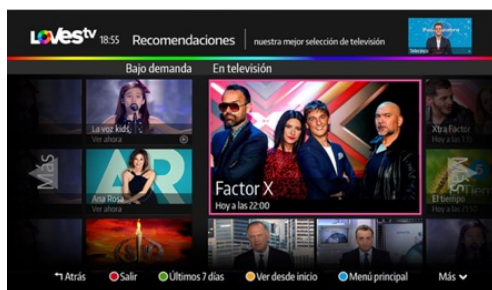 LOVEStv 18:55 Recomendaciones nuestra mejor selección de televisión
Bajo demanda En televisión
La voz kids
Ver ahora
Más
AR
Ana Rosa
Ver ahora
Factor X
Hoy a las 22:00
Xtra Factor
Más
El tiempo
Atrás Salir Últimos 7 días Ver desde inicio Menú principal Más